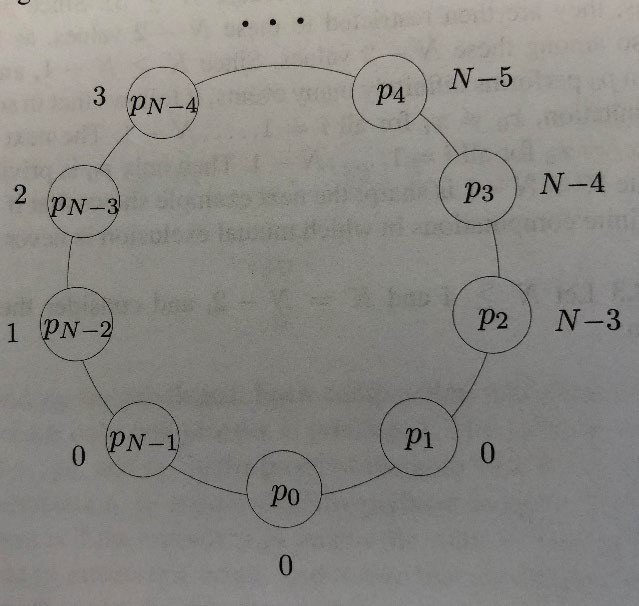 ...
3 p_{N-4} p_4 N-5
2 p_{N-3} p_3 N-4
1 p_{N-2} p_2 N-3
0 p_{N-1} p_1 0
p_0
0